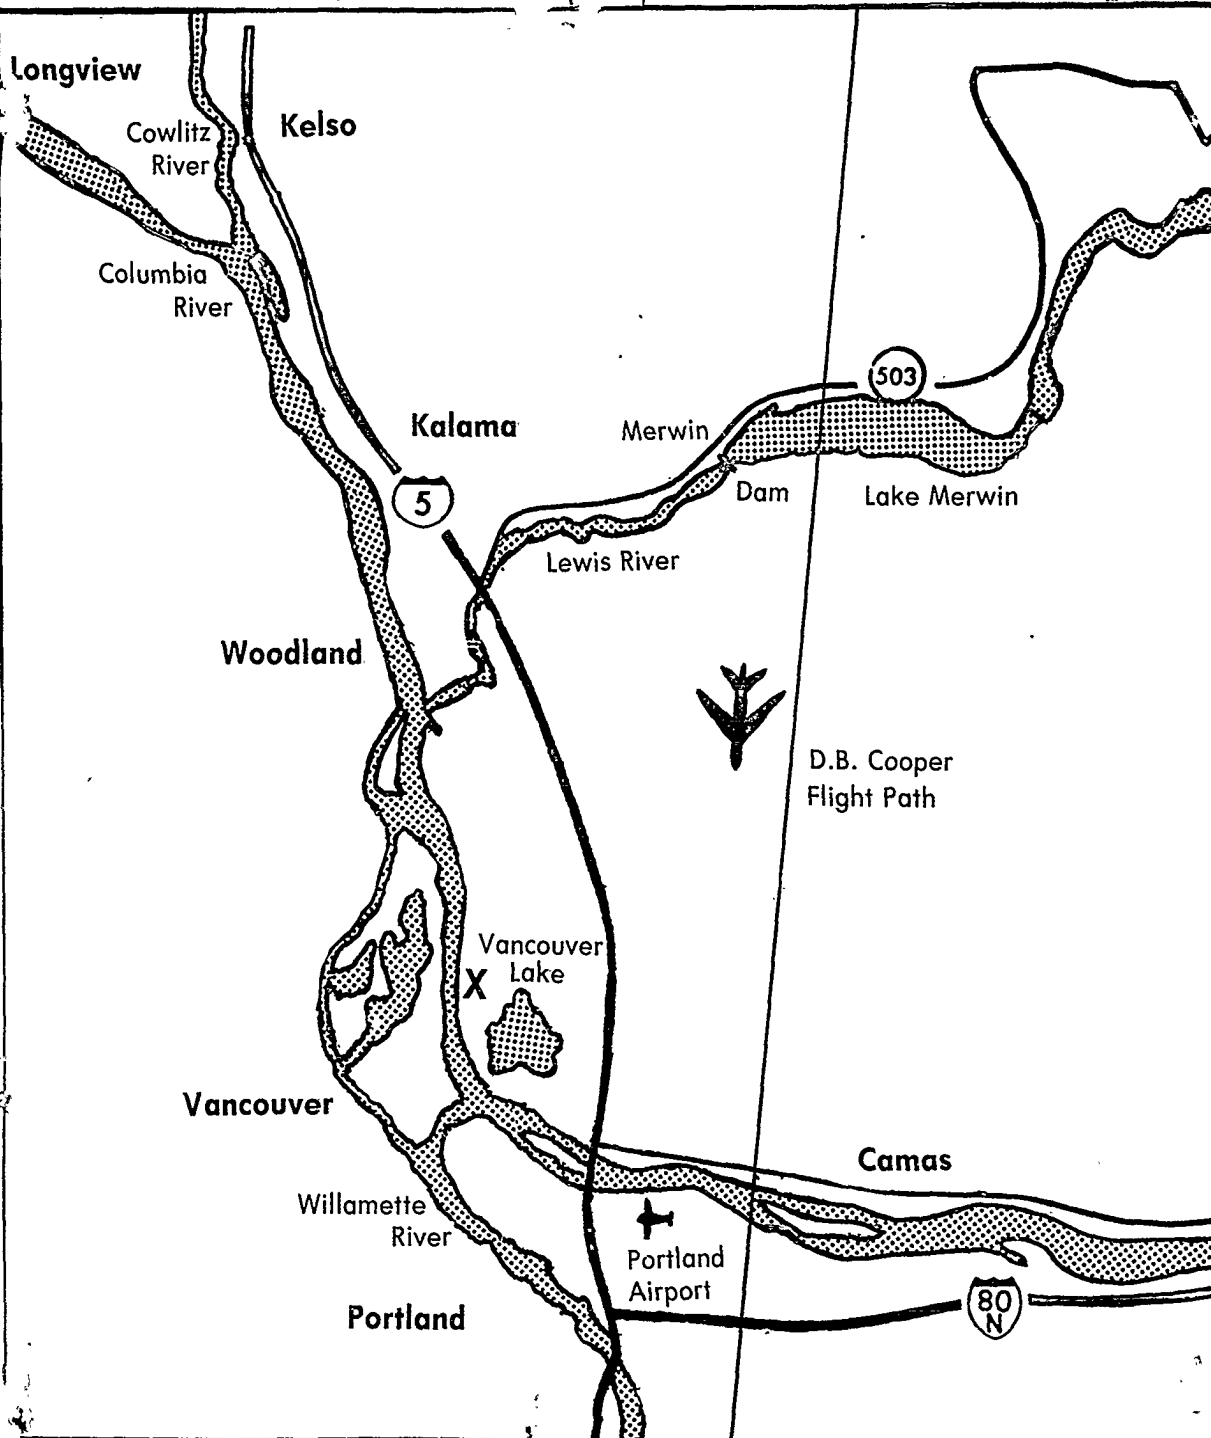 Longview
Cowlitz
River
Kelso
Columbia
River
503
Kalama
Merwin
5
Dam
Lake Merwin
Lewis River
Woodland
D.B. Cooper
Flight Path
Vancouver
Lake
X
Vancouver
Camas
Willamette
River
Portland
Airport
80
N
Portland